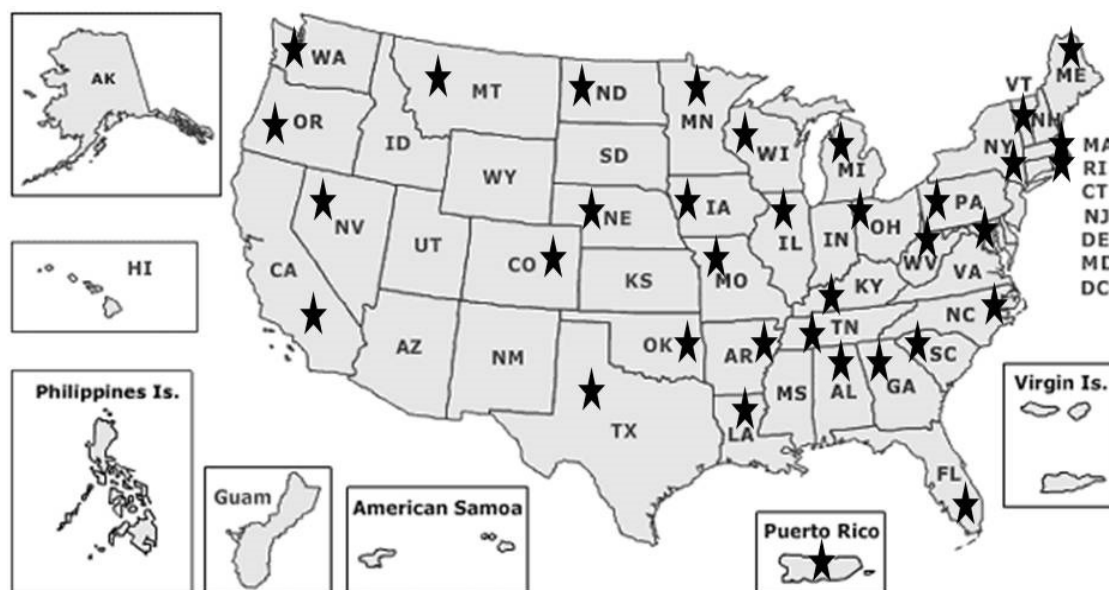 AK
WA
MT
ND
MN
OR
ID
WY
SD
WI
MI
VT
ME
NH
NY
MA
RI
CT
NJ
DE
MD
DC
NV
UT
CA
CO
NE
IA
IL
IN
OH
PA
WV
VA
KS
MO
KY
NC
TN
AZ
NM
OK
AR
SC
MS
AL
GA
TX
LA
FL
HI
Philippines Is.
Guam
American Samoa
Puerto Rico
Virgin Is.